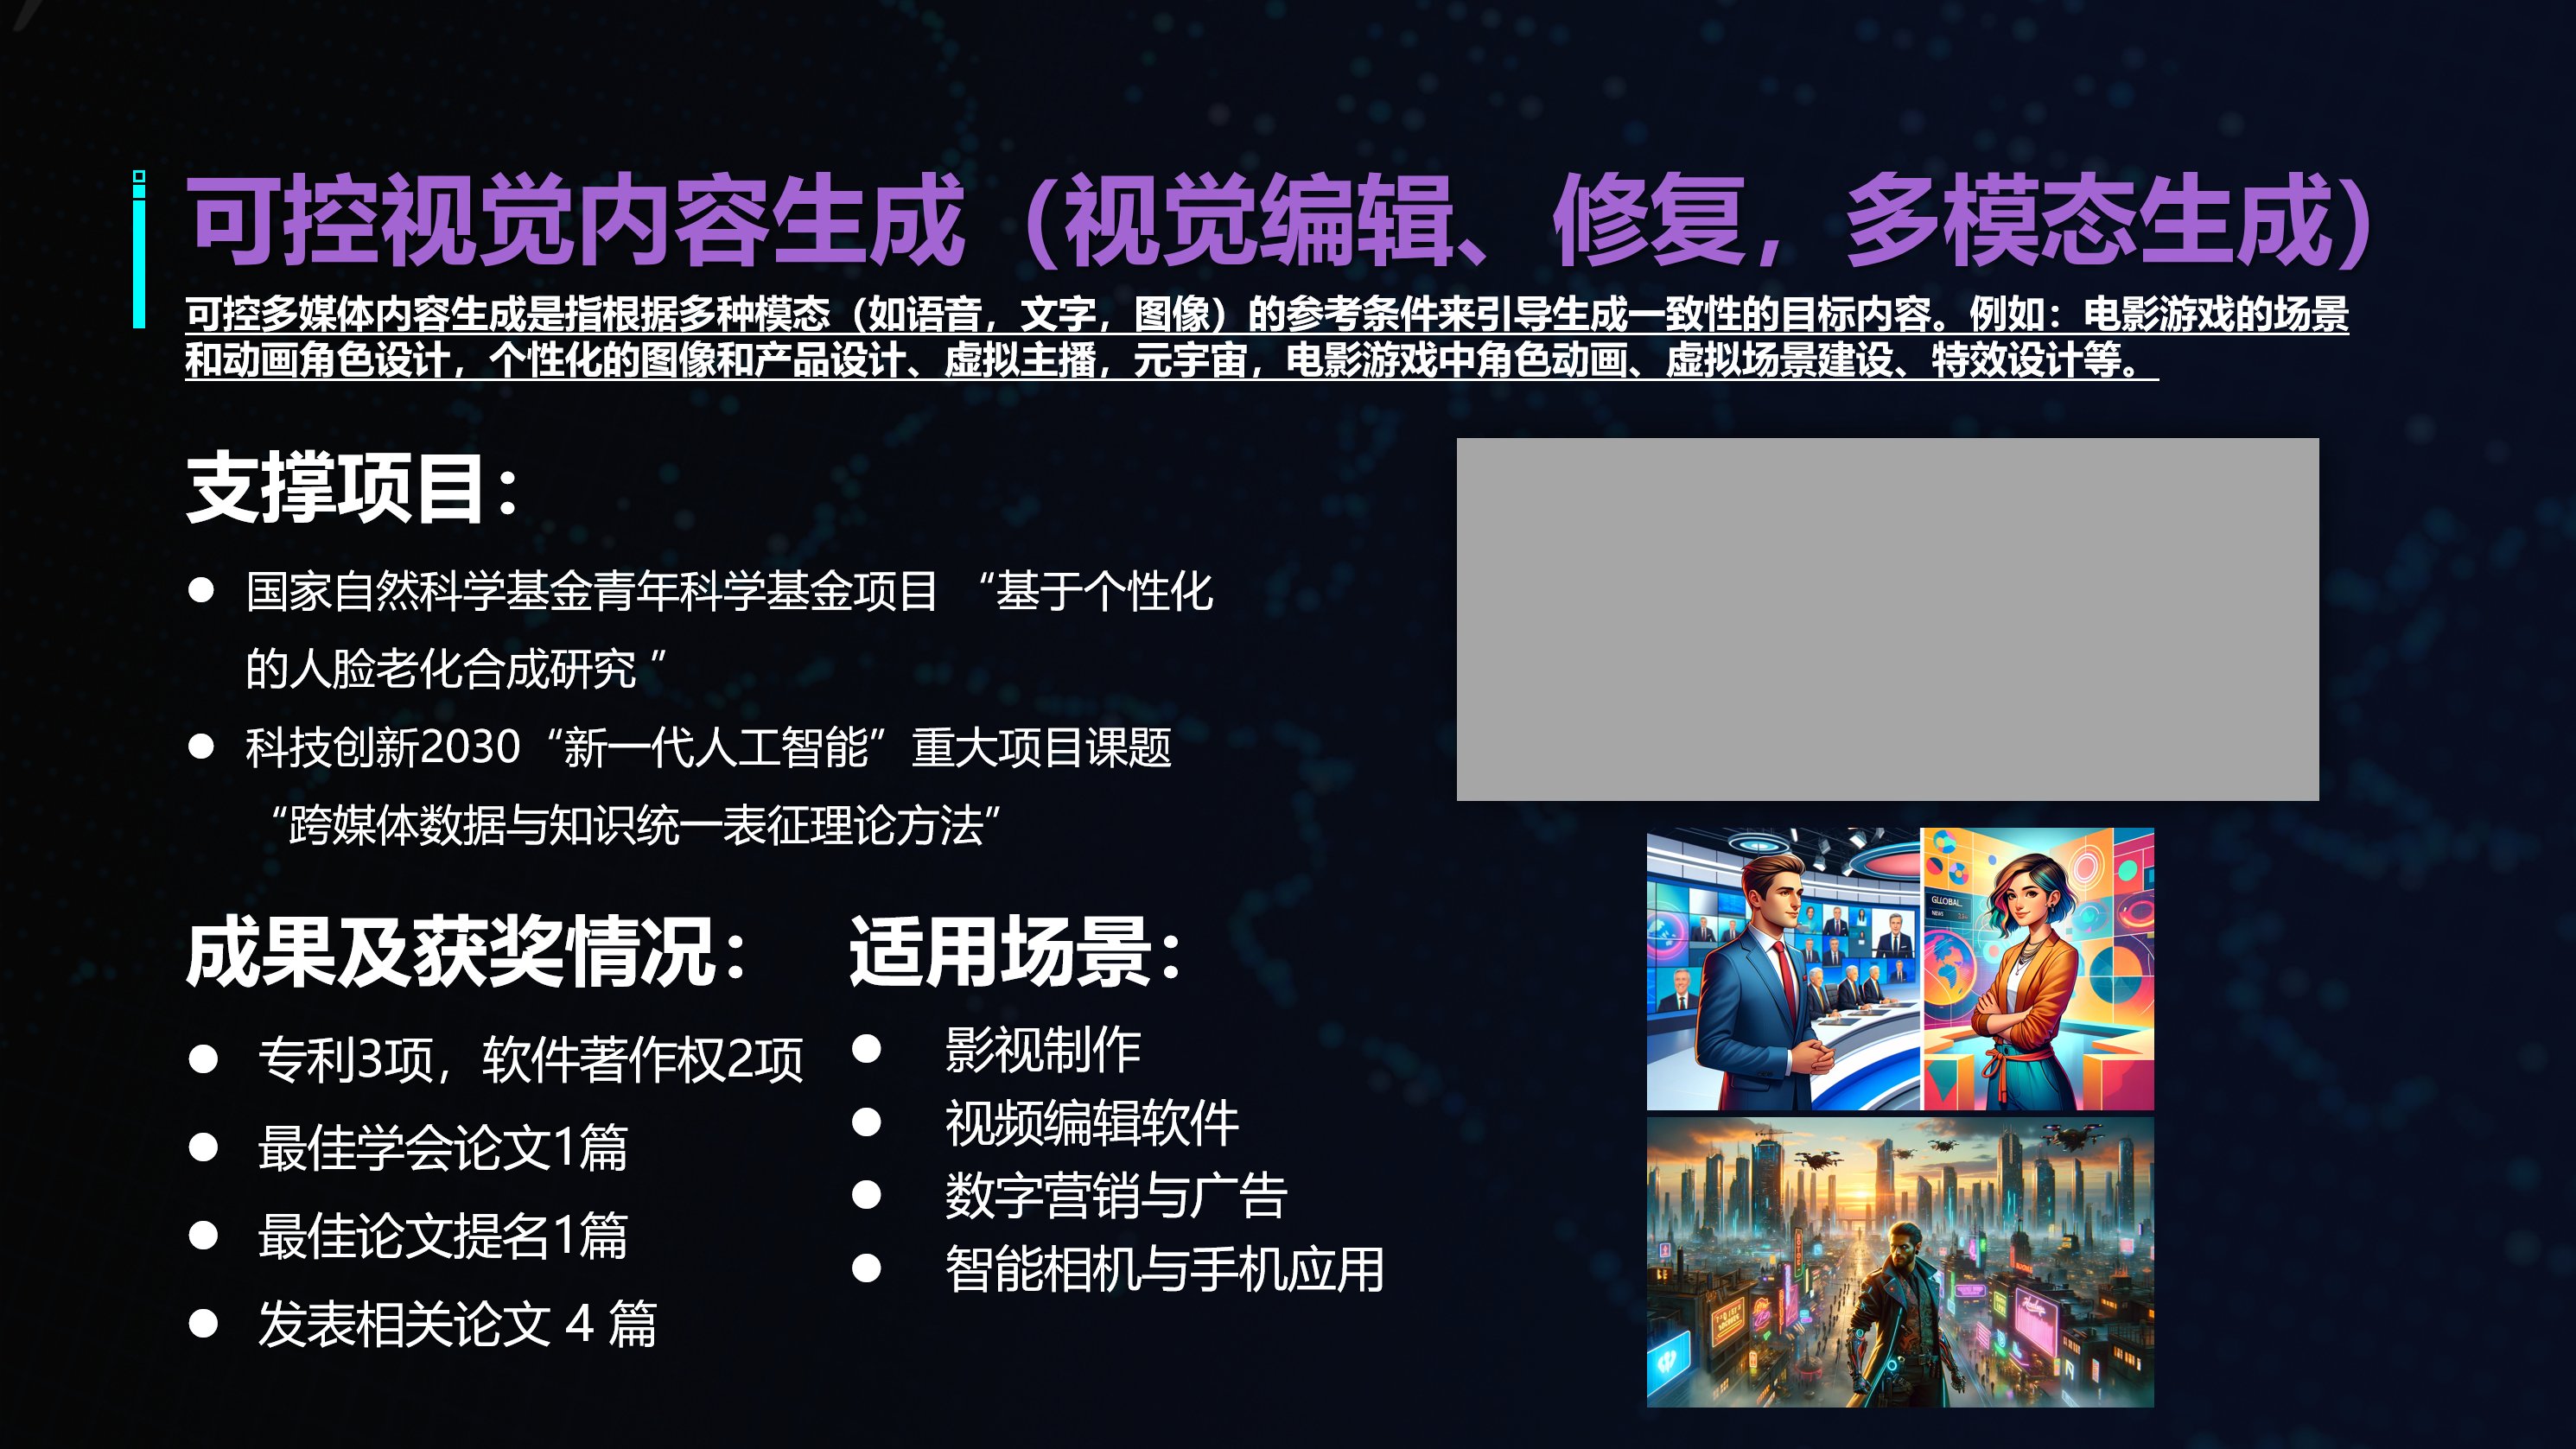 可控视觉内容生成（视觉编辑、修复，多模态生成）
可控多媒体内容生成是指根据多种模态（如语音，文字，图像）的参考条件来引导生成一致性的目标内容。例如：电影游戏的场景
和动画角色设计，个性化的图像和产品设计、虚拟主播，元宇宙，电影游戏中角色动画、虚拟场景建设、特效设计等。
支撑项目：
● 国家自然科学基金青年科学基金项目 “基于个性化
的人脸老化合成研究 ”
● 科技创新2030“新一代人工智能”重大项目课题
“跨媒体数据与知识统一表征理论方法”
成果及获奖情况：
● 专利3项，软件著作权2项
● 最佳学会论文1篇
● 最佳论文提名1篇
● 发表相关论文 4 篇
适用场景：
● 影视制作
● 视频编辑软件
● 数字营销与广告
● 智能相机与手机应用
GLLOBAL
NEWS